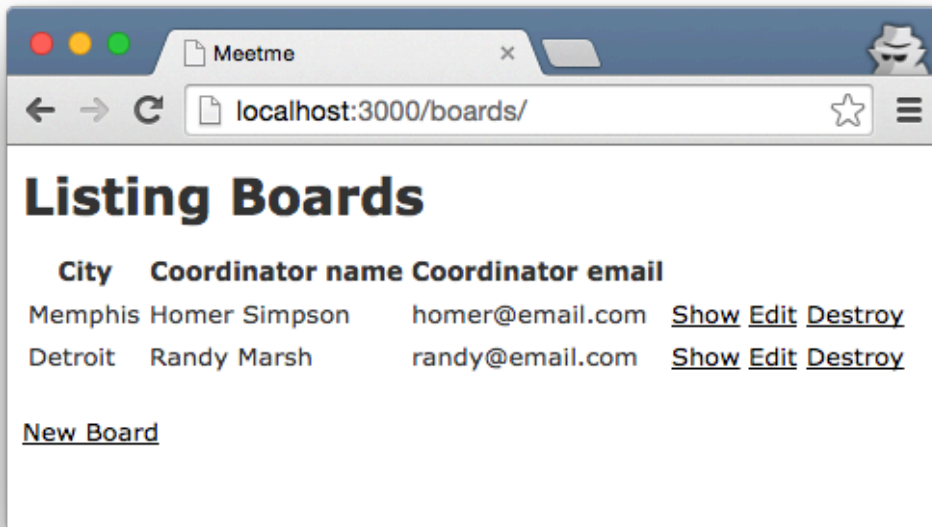 Meetme
localhost:3000/boards/
Listing Boards
City Coordinator name Coordinator email
Memphis Homer Simpson homer@email.com Show Edit Destroy
Detroit Randy Marsh randy@email.com Show Edit Destroy
New Board